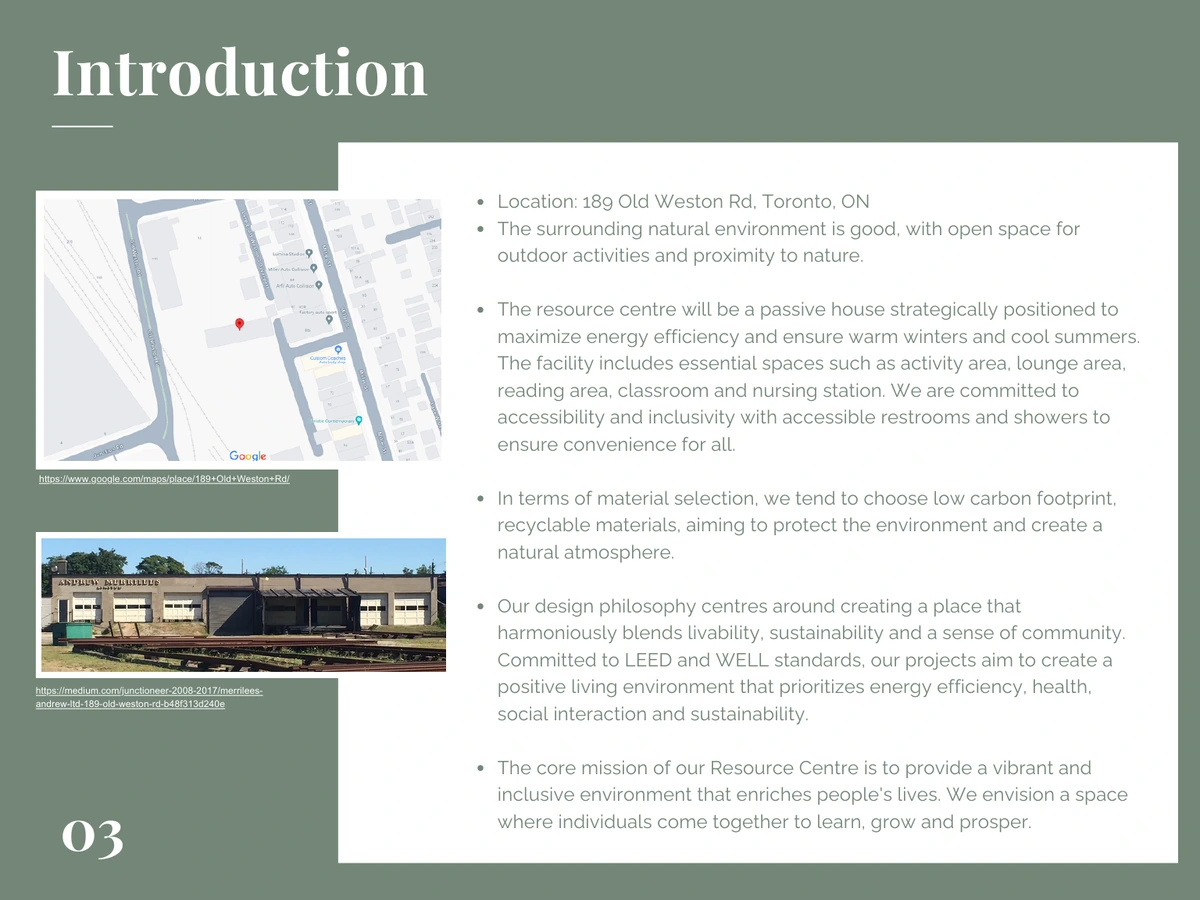 Introduction
Google
https://www.google.com/maps/place/189+Old+Weston+Rd/
ANDREW MERRILEES
LIMITED
https://medium.com/junctioneer-2008-2017/merrilees-
andrew-ltd-189-old-weston-rd-b48f313d240e
03
• Location: 189 Old Weston Rd, Toronto, ON
• The surrounding natural environment is good, with open space for
outdoor activities and proximity to nature.
• The resource centre will be a passive house strategically positioned to
maximize energy efficiency and ensure warm winters and cool summers.
The facility includes essential spaces such as activity area, lounge area,
reading area, classroom and nursing station. We are committed to
accessibility and inclusivity with accessible restrooms and showers to
ensure convenience for all.
• In terms of material selection, we tend to choose low carbon footprint,
recyclable materials, aiming to protect the environment and create a
natural atmosphere.
• Our design philosophy centres around creating a place that
harmoniously blends livability, sustainability and a sense of community.
Committed to LEED and WELL standards, our projects aim to create a
positive living environment that prioritizes energy efficiency, health,
social interaction and sustainability.
• The core mission of our Resource Centre is to provide a vibrant and
inclusive environment that enriches people's lives. We envision a space
where individuals come together to learn, grow and prosper.